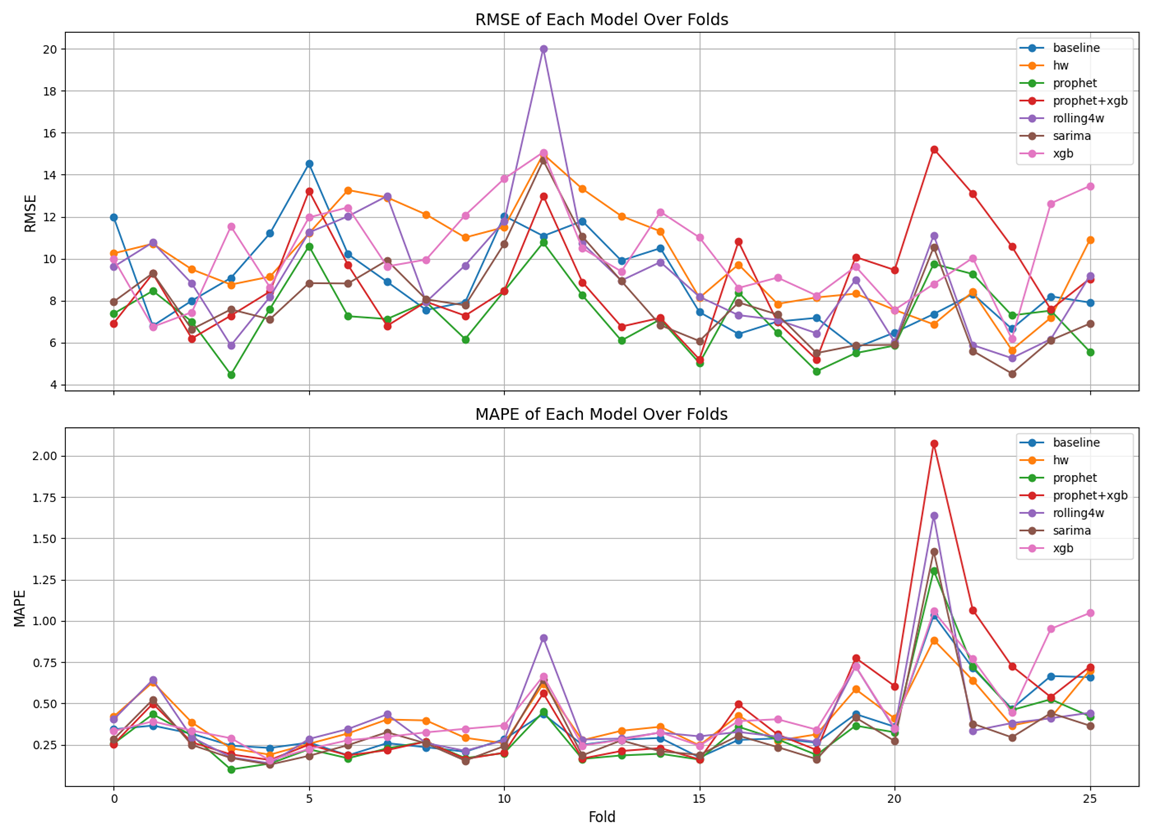 RMSE of Each Model Over Folds
20
18
16
14
12
10
8
6
4
RMSE
baseline
hw
prophet
prophet+xgb
rolling4w
sarima
xgb
MAPE of Each Model Over Folds
2.00
1.75
1.50
1.25
1.00
0.75
0.50
0.25
MAPE
baseline
hw
prophet
prophet+xgb
rolling4w
sarima
xgb
0 5 10 15 20 25
Fold